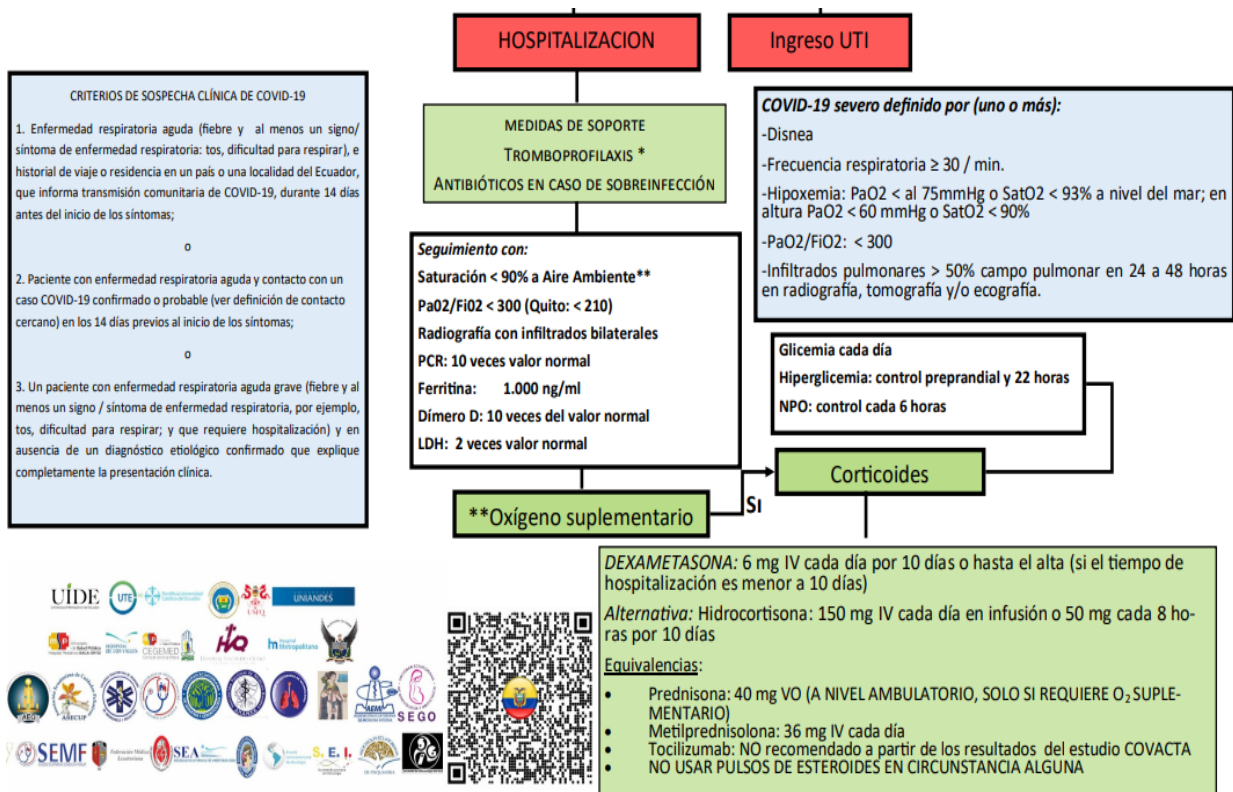 HOSPITALIZACION
Ingreso UTI
CRITERIOS DE SOSPECHA CLÍNICA DE COVID-19
1. Enfermedad respiratoria aguda (fiebre y al menos un signo/
síntoma de enfermedad respiratoria: tos, dificultad para respirar), e
historial de viaje o residencia en un país o una localidad del Ecuador,
que informa transmisión comunitaria de COVID-19, durante 14 días
antes del inicio de los síntomas;
o
2. Paciente con enfermedad respiratoria aguda y contacto con un
caso COVID-19 confirmado o probable (ver definición de contacto
cercano) en los 14 días previos al inicio de los síntomas;
o
3. Un paciente con enfermedad respiratoria aguda grave (fiebre y al
menos un signo / síntoma de enfermedad respiratoria, por ejemplo,
tos, dificultad para respirar; y que requiere hospitalización) y en
ausencia de un diagnóstico etiológico confirmado que explique
completamente la presentación clínica.
MEDIDAS DE SOPORTE
TROMBOPROFILAXIS *
ANTIBIÓTICOS EN CASO DE SOBREINFECCIÓN
COVID-19 severo definido por (uno o más):
-Disnea
-Frecuencia respiratoria ≥ 30 / min.
-Hipoxemia: PaO2 < al 75mmHg o SatO2 < 93% a nivel del mar; en
altura PaO2 < 60 mmHg o SatO2 < 90%
-PaO2/FiO2: < 300
-Infiltrados pulmonares > 50% campo pulmonar en 24 a 48 horas
en radiografía, tomografía y/o ecografía.
Seguimiento con:
Saturación < 90% a Aire Ambiente**
Pa02/Fi02 < 300 (Quito: < 210)
Radiografía con infiltrados bilaterales
PCR: 10 veces valor normal
Ferritina: 1.000 ng/ml
Dímero D: 10 veces del valor normal
LDH: 2 veces valor normal
Glicemia cada día
Hiperglicemia: control preprandial y 22 horas
NPO: control cada 6 horas
**Oxígeno suplementario
SI
Corticoides
DEXAMETASONA: 6 mg IV cada día por 10 días o hasta el alta (si el tiempo de
hospitalización es menor a 10 días)
Alternativa: Hidrocortisona: 150 mg IV cada día en infusión o 50 mg cada 8 ho-
ras por 10 días
Equivalencias:
• Prednisona: 40 mg VO (A NIVEL AMBULATORIO, SOLO SI REQUIERE O₂ SUPLE-
MENTARIO)
• Metilprednisolona: 36 mg IV cada día
• Tocilizumab: NO recomendado a partir de los resultados del estudio COVACTA
• NO USAR PULSOS DE ESTEROIDES EN CIRCUNSTANCIA ALGUNA
UIDE
UTE
UNIANDES
CEGEMED
HQ
hm Hospital Metropolitano
ASECUP
AEMI
SEGO
SEMF
Federación Médica Ecuatoriana
SEA
S. E. I.